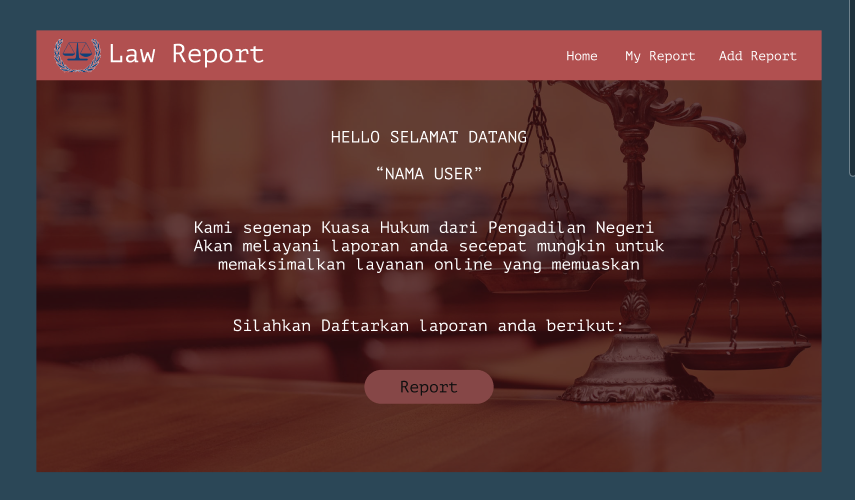 Law Report
Home
My Report
Add Report
HELLO SELAMAT DATANG
“NAMA USER”
Kami segenap Kuasa Hukum dari Pengadilan Negeri
Akan melayani laporan anda secepat mungkin untuk
memaksimalkan layanan online yang memuaskan
Silahkan Daftarkan laporan anda berikut:
Report